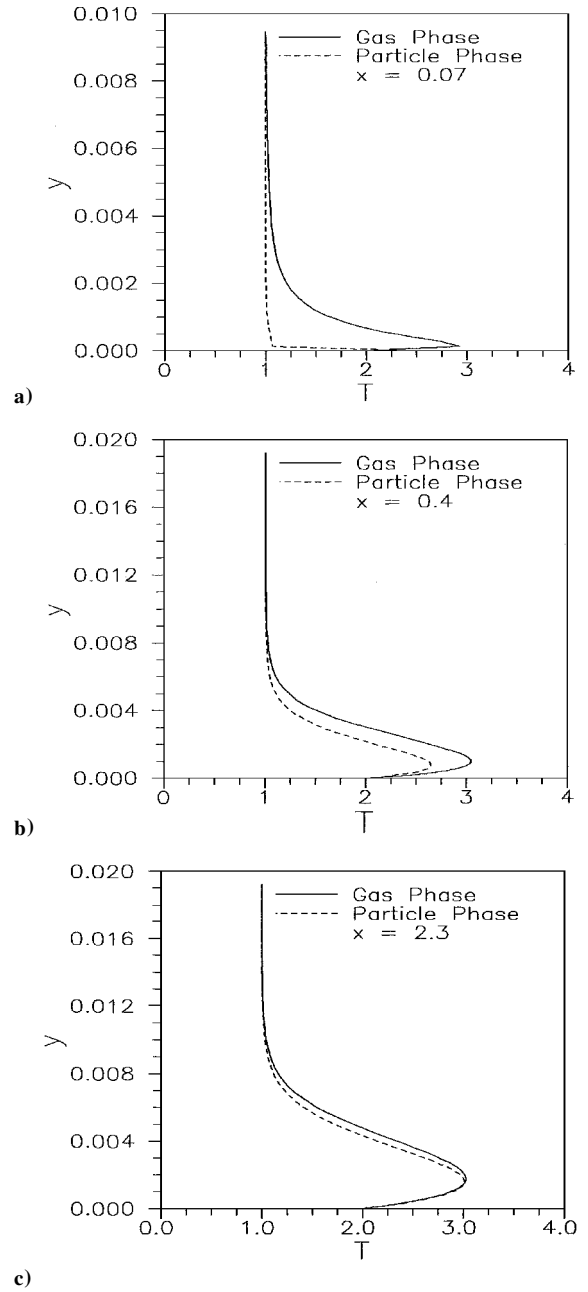 0.010
Gas Phase
Particle Phase
x = 0.07
0.008
0.006
y
0.004
0.002
0.000
0 1 2 3 4
T
a)
0.020
Gas Phase
Particle Phase
x = 0.4
0.016
0.012
y
0.008
0.004
0.000
0 1 2 3 4
T
b)
0.020
Gas Phase
Particle Phase
x = 2.3
0.016
0.012
y
0.008
0.004
0.000
0.0 1.0 2.0 3.0 4.0
T
c)